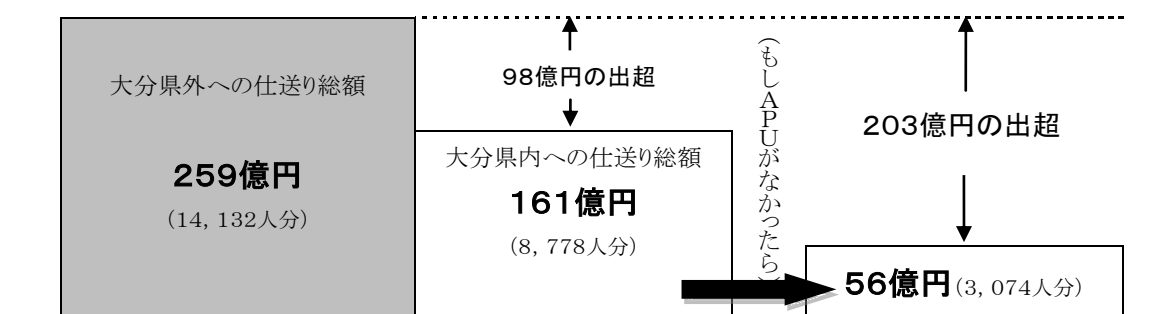 大分県外への仕送り総額
259億円
（14，132人分）
98億円の出超
大分県内への仕送り総額
161億円
（8，778人分）
（もしＡＰＵがなかったら）
203億円の出超
56億円（3，074人分）